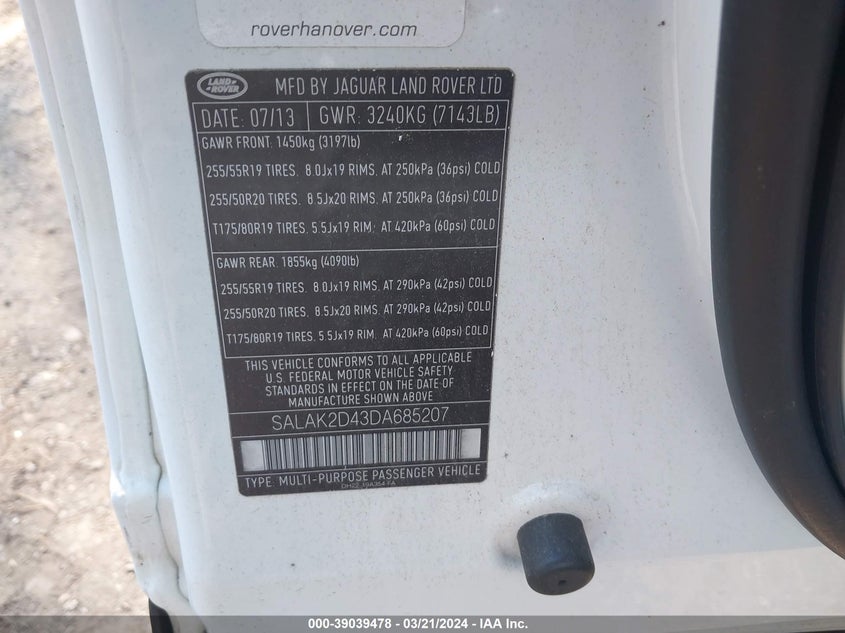 roverhanover.com
LAND ROVER MFD BY JAGUAR LAND ROVER LTD
DATE: 07/13 GWR: 3240KG (7143LB)
GAWR FRONT. 1450kg (3197lb)
255/55R19 TIRES. 8.0Jx19 RIMS. AT 250kPa (36psi) COLD
255/50R20 TIRES. 8.5Jx20 RIMS. AT 250kPa (36psi) COLD
T175/80R19 TIRES. 5.5Jx19 RIM. AT 420kPa (60psi) COLD
GAWR REAR. 1855kg (4090lb)
255/55R19 TIRES. 8.0Jx19 RIMS. AT 290kPa (42psi) COLD
255/50R20 TIRES. 8.5Jx20 RIMS. AT 290kPa (42psi) COLD
T175/80R19 TIRES. 5.5Jx19 RIM. AT 420kPa (60psi) COLD
THIS VEHICLE CONFORMS TO ALL APPLICABLE
U.S. FEDERAL MOTOR VEHICLE SAFETY
STANDARDS IN EFFECT ON THE DATE OF
MANUFACTURE SHOWN ABOVE
SALAK2D43DA685207
TYPE: MULTI-PURPOSE PASSENGER VEHICLE
DH22 19A364 FA
000-39039478 - 03/21/2024 - IAA Inc.